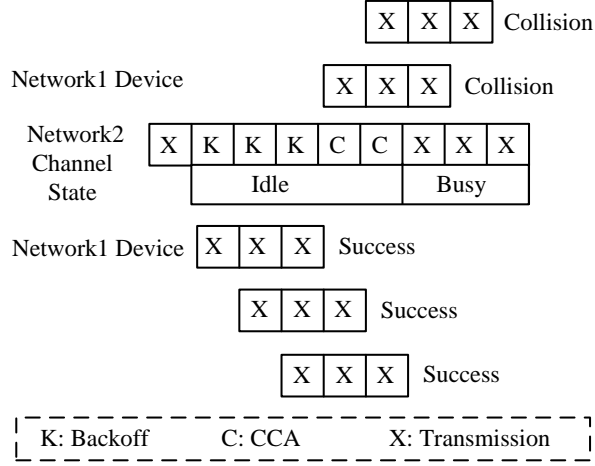 X X X Collision
Network1 Device X X X Collision
Network2 Channel State
X K K K C C X X X
Idle Busy
Network1 Device X X X Success
X X X Success
X X X Success
K: Backoff C: CCA X: Transmission